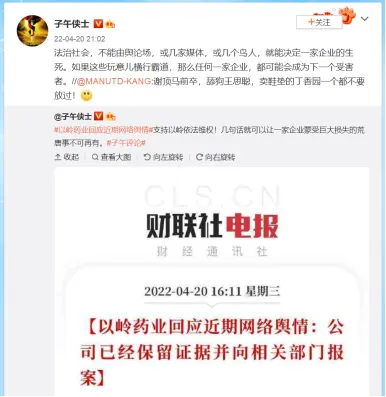 子午侠士
+关注
22-04-20 21:02
法治社会，不能由舆论场，或几家媒体，或几个鸟人，就能决定一家企业的生
死。如果这些玩意儿横行霸道，那么任何一家企业，都可能会成为下一个受害
者。//@MANUTD-KANG:谢顶马前卒，舔狗王思聪，卖鞋垫的丁香园一个都不要
放过！
@子午侠士
#以岭药业回应近期网络舆情#支持以岭依法维权！几句话就可以让一家企业蒙受巨大损失的荒
唐事不可再有。#子午评论#
收起 查看大图 向左旋转 向右旋转
CLS.CN
财联社电报
财经通讯社
2022-04-20 16:11 星期三
【以岭药业回应近期网络舆情：公
司已经保留证据并向相关部门报
案】